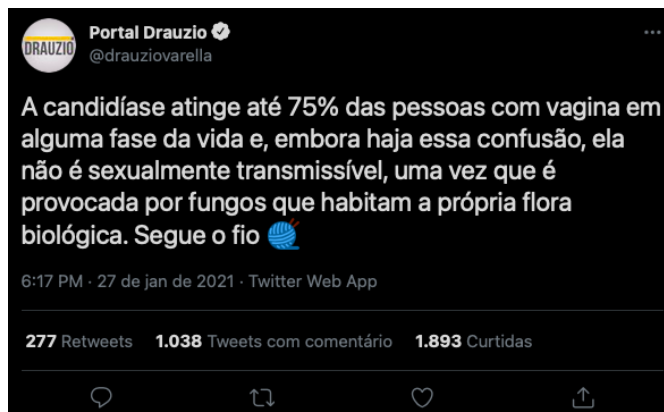 DRAUZIO
Portal Drauzio
@drauziovarella
A candidíase atinge até 75% das pessoas com vagina em
alguma fase da vida e, embora haja essa confusão, ela
não é sexualmente transmissível, uma vez que é
provocada por fungos que habitam a própria flora
biológica. Segue o fio 🧶
6:17 PM · 27 de jan de 2021 · Twitter Web App
277 Retweets 1.038 Tweets com comentário 1.893 Curtidas